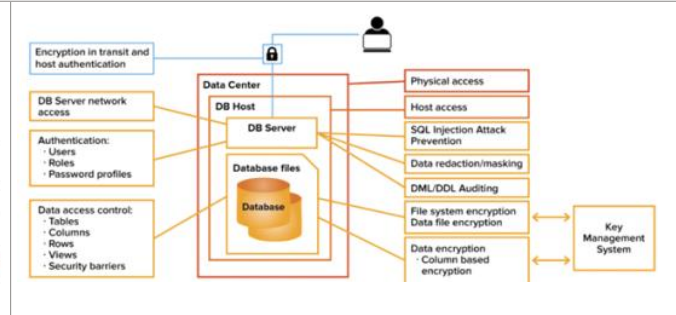 Encryption in transit and
host authentication
DB Server network
access
Authentication:
· Users
· Roles
· Password profiles
Data access control:
· Tables
· Columns
· Rows
· Views
· Security barriers
Data Center
DB Host
DB Server
Database files
Database
Physical access
Host access
SQL Injection Attack
Prevention
Data redaction/masking
DML/DDL Auditing
File system encryption
Data file encryption
Data encryption
· Column based
encryption
Key
Management
System